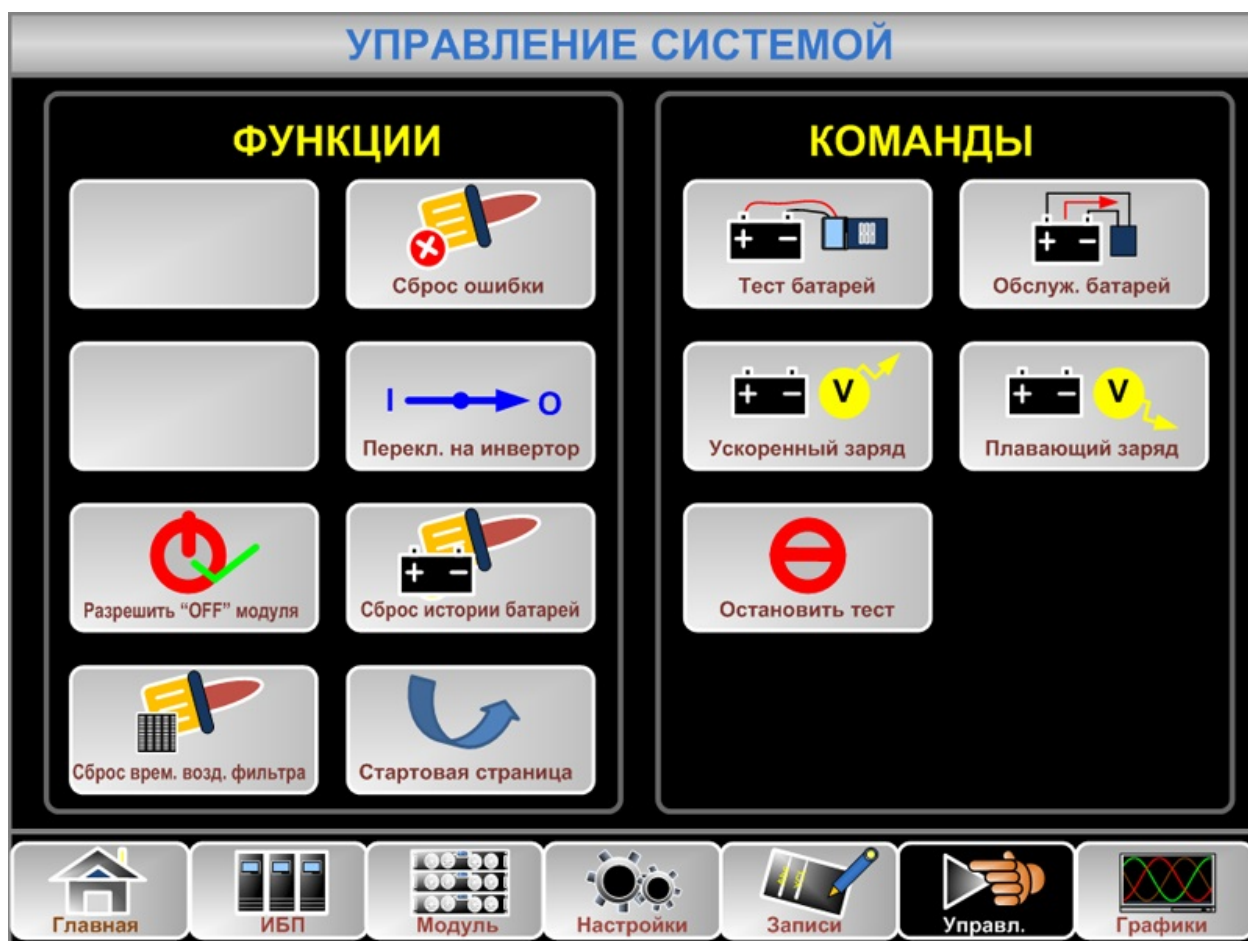 УПРАВЛЕНИЕ СИСТЕМОЙ
ФУНКЦИИ
Сброс ошибки
Перекл. на инвертор
I O
Разрешить “OFF” модуля
Сброс истории батарей
Сброс врем. возд. фильтра
Стартовая страница
КОМАНДЫ
Тест батарей
Обслуж. батарей
V
Ускоренный заряд
V
Плавающий заряд
Остановить тест
Главная
ИБП
Модуль
Настройки
Записи
Управл.
Графики